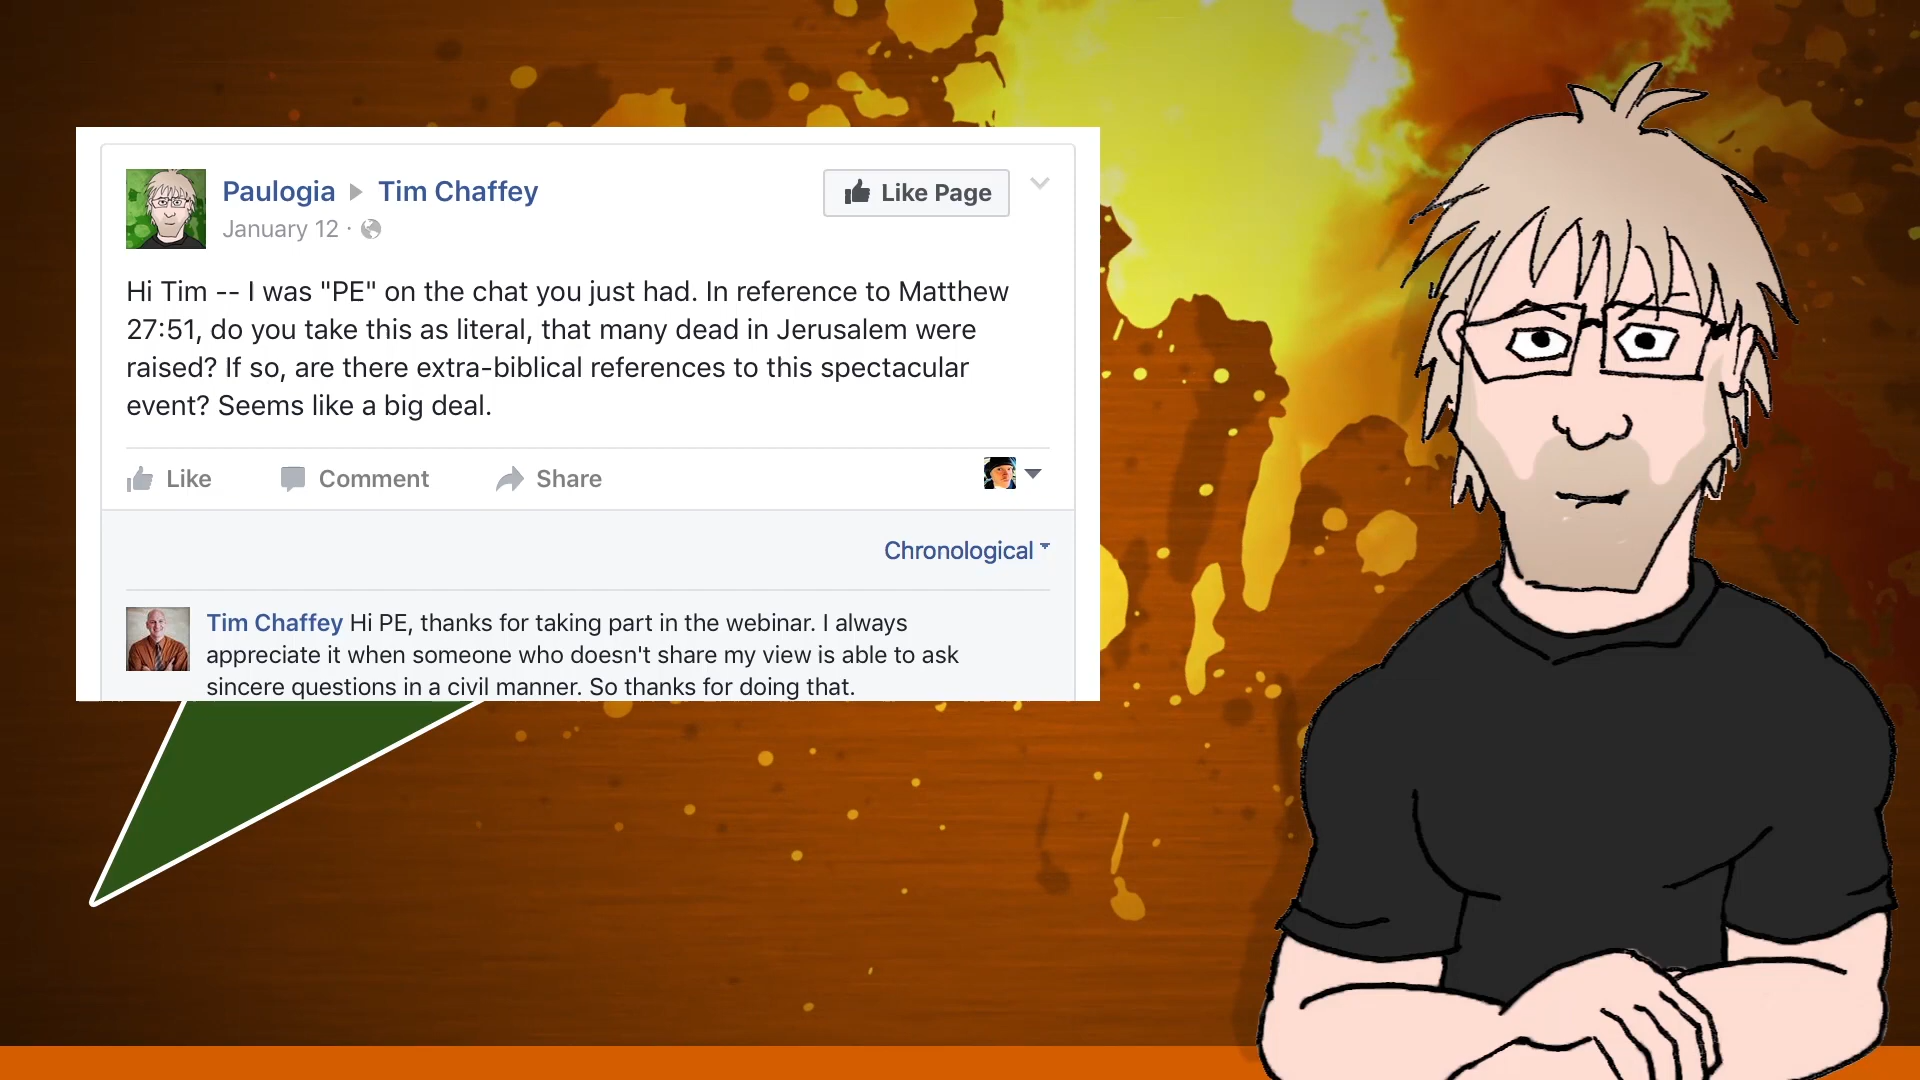 Paulogia ▸ Tim Chaffey
Like Page
January 12 ·
Hi Tim -- I was "PE" on the chat you just had. In reference to Matthew
27:51, do you take this as literal, that many dead in Jerusalem were
raised? If so, are there extra-biblical references to this spectacular
event? Seems like a big deal.
Like Comment Share
Chronological
Tim Chaffey Hi PE, thanks for taking part in the webinar. I always
appreciate it when someone who doesn't share my view is able to ask
sincere questions in a civil manner. So thanks for doing that.